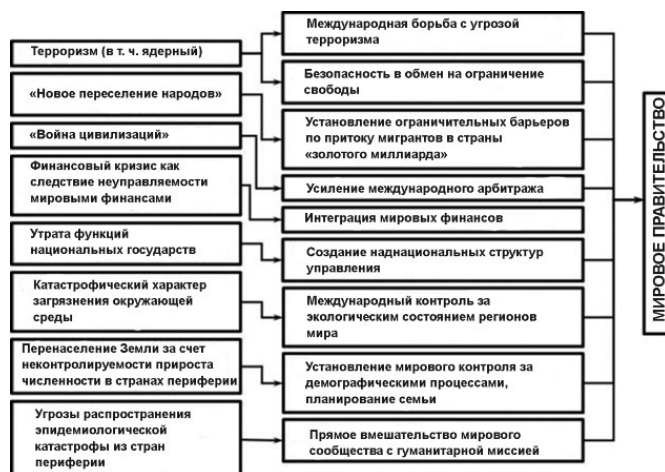 Терроризм (в т. ч. ядерный)
«Новое переселение народов»
«Война цивилизаций»
Финансовый кризис как
следствие неуправляемости
мировыми финансами
Утрата функций
национальных государств
Катастрофический характер
загрязнения окружающей
среды
Перенаселение Земли за счет
неконтролируемости прироста
численности в странах периферии
Угрозы распространения
эпидемиологической
катастрофы из стран
периферии
Международная борьба с угрозой
терроризма
Безопасность в обмен на ограничение
свободы
Установление ограничительных барьеров
по притоку мигрантов в страны
«золотого миллиарда»
Усиление международного арбитража
Интеграция мировых финансов
Создание наднациональных структур
управления
Международный контроль за
экологическим состоянием регионов
мира
Установление мирового контроля за
демографическими процессами,
планирование семьи
Прямое вмешательство мирового
сообщества с гуманитарной миссией
МИРОВОЕ ПРАВИТЕЛЬСТВО